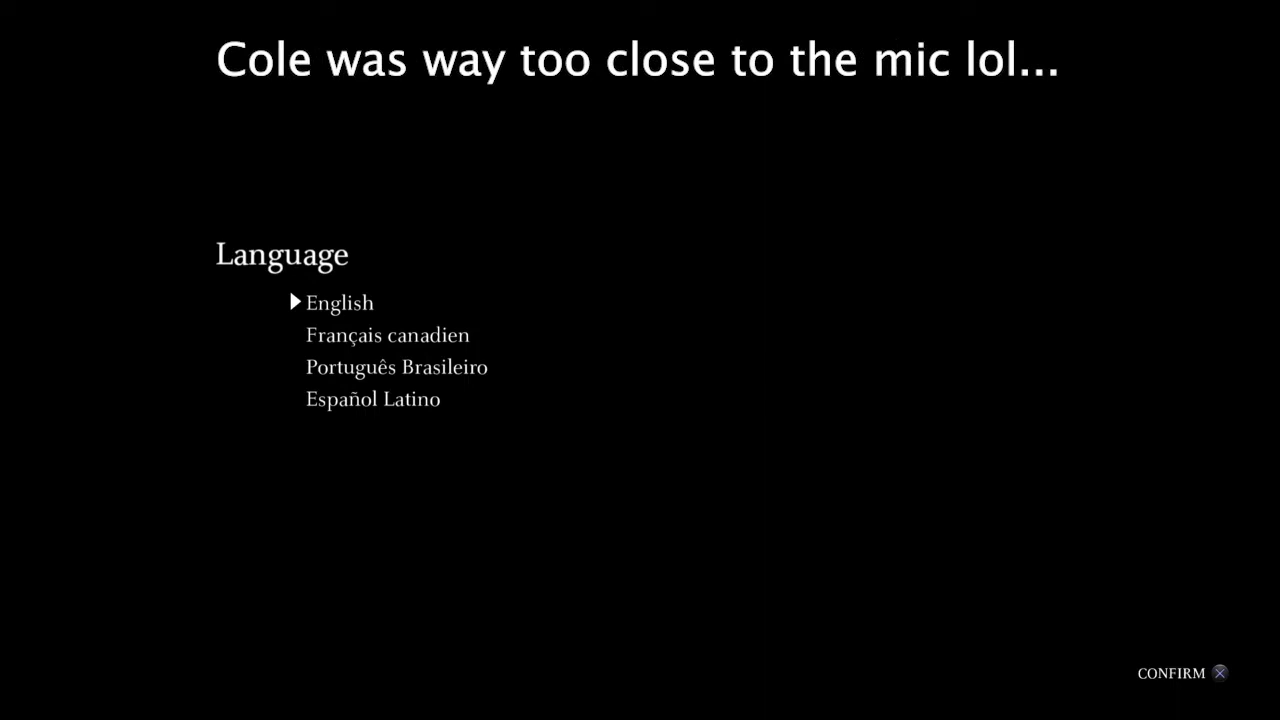 Cole was way too close to the mic lol...
Language
English
Français canadien
Português Brasileiro
Español Latino
CONFIRM